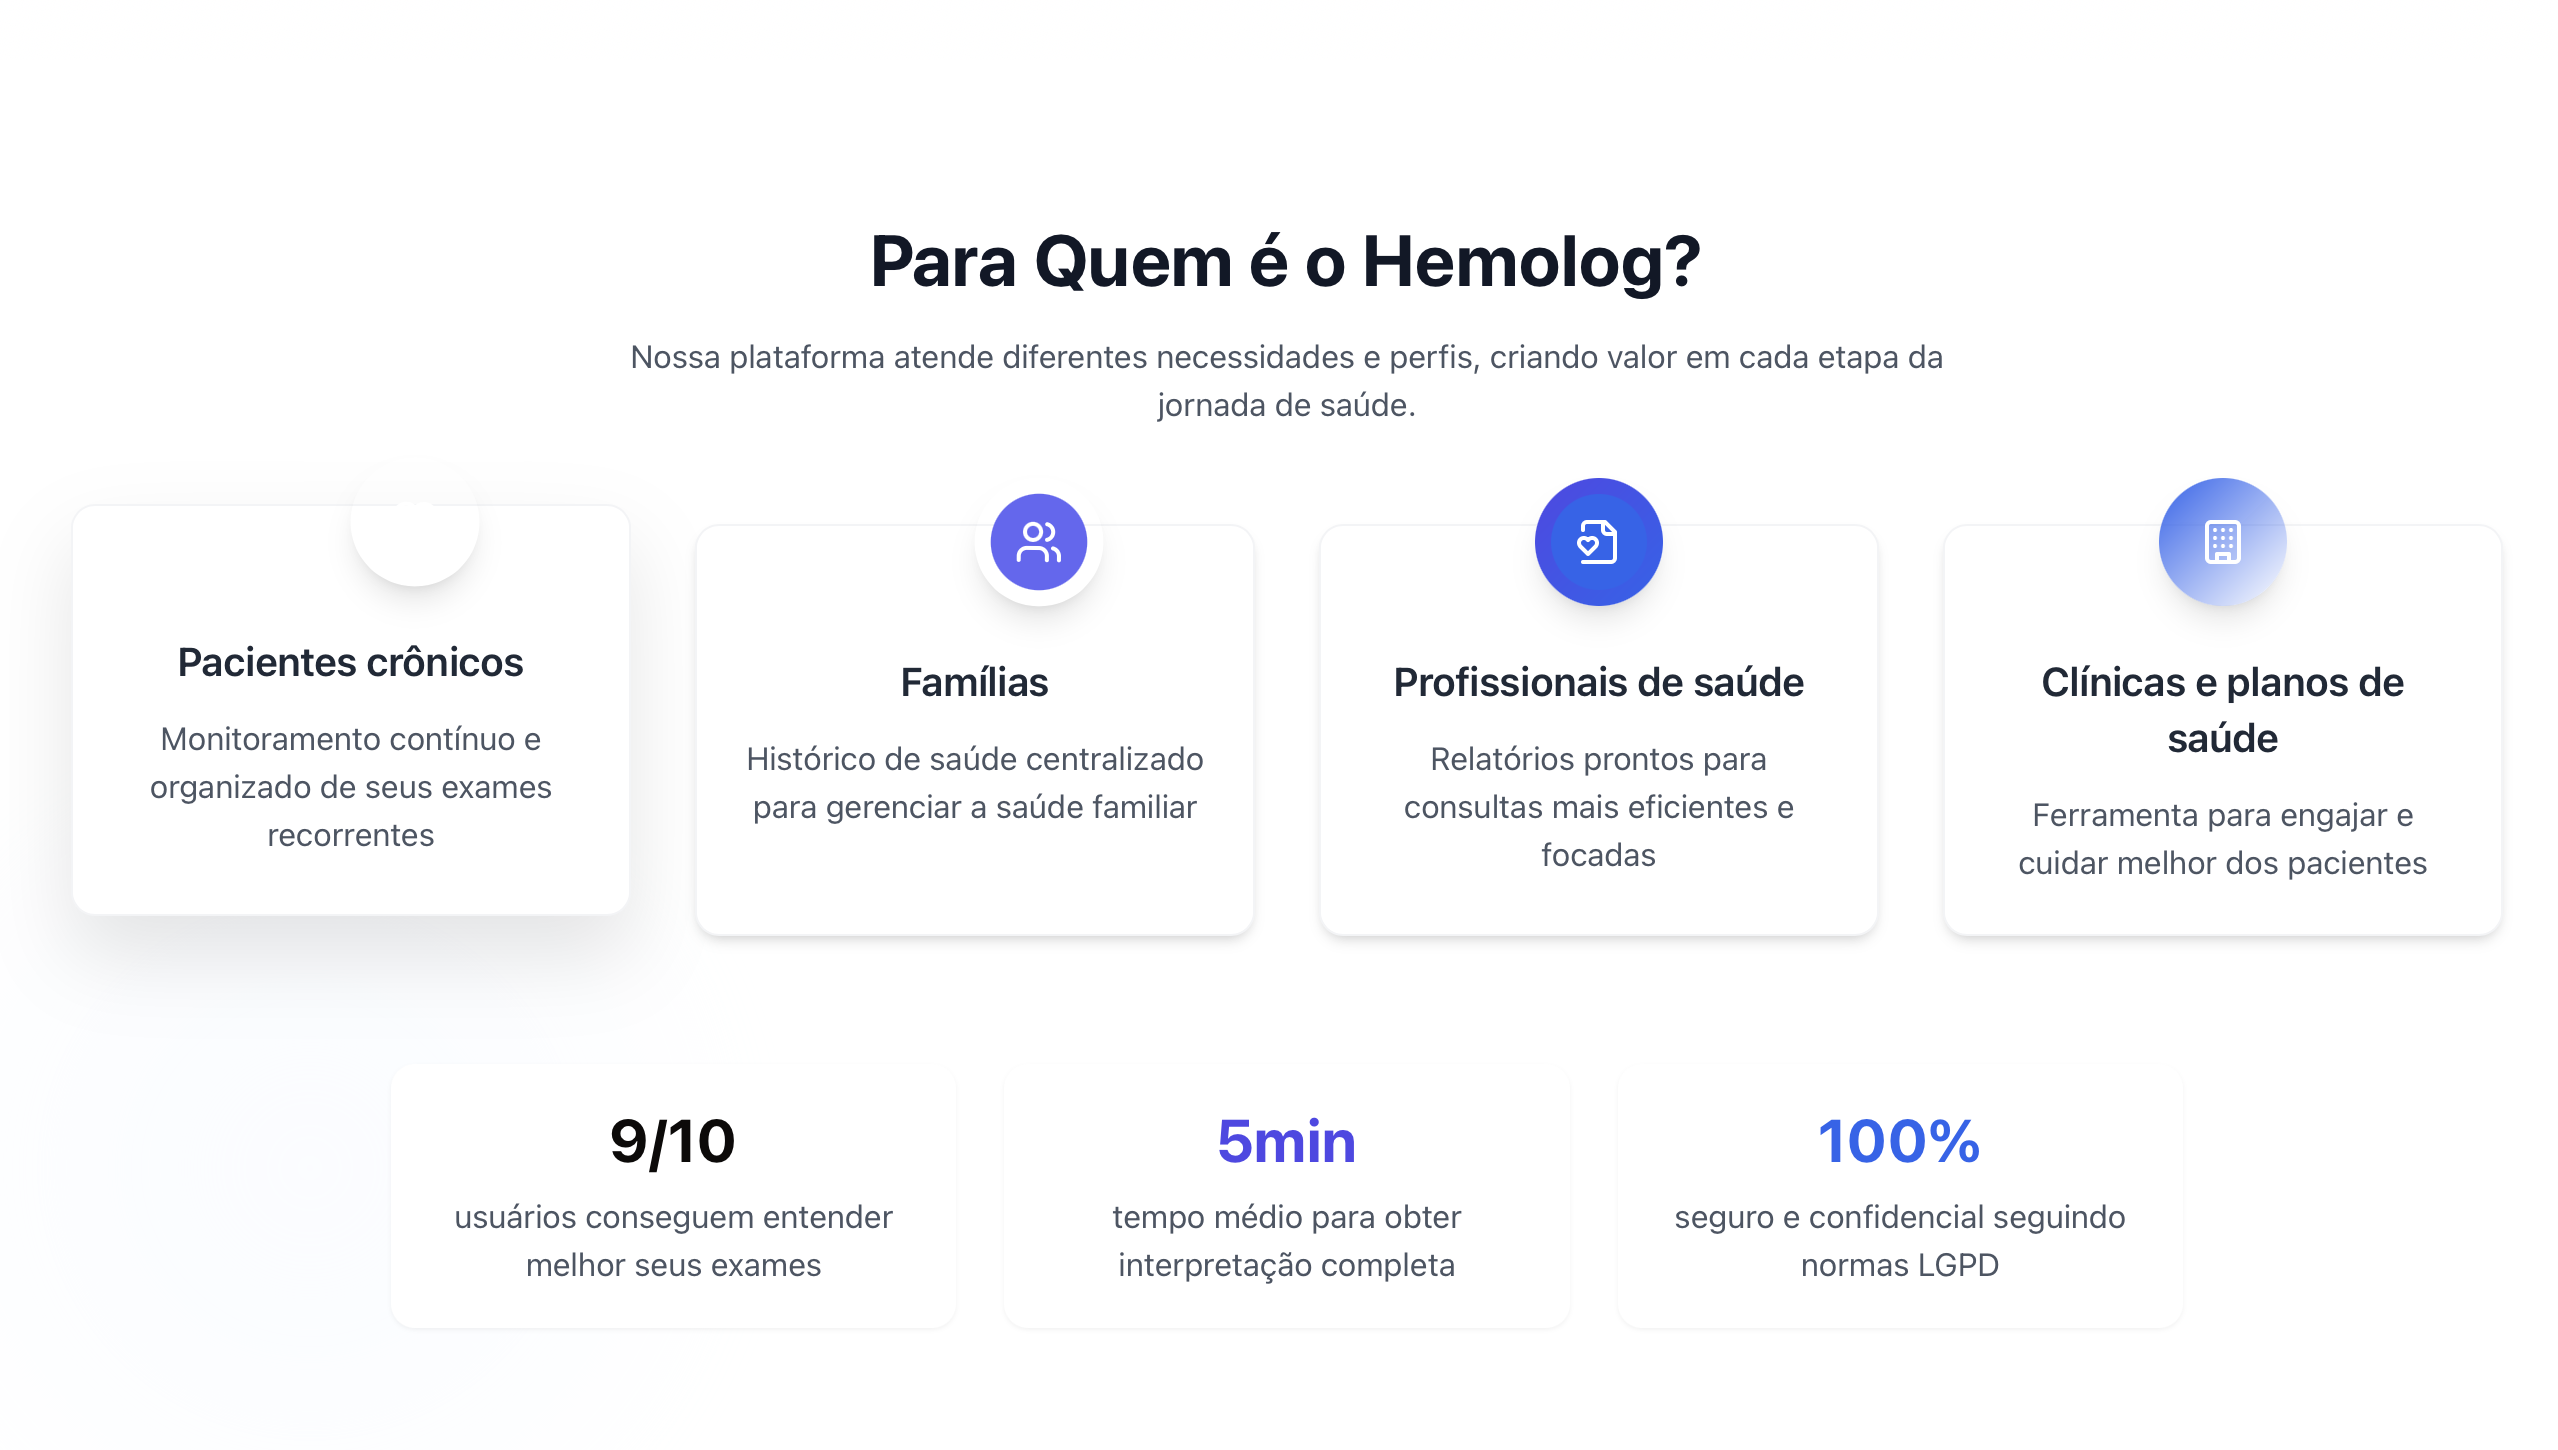 Para Quem é o Hemolog?
Nossa plataforma atende diferentes necessidades e perfis, criando valor em cada etapa da
jornada de saúde.
Pacientes crônicos
Monitoramento contínuo e
organizado de seus exames
recorrentes
Famílias
Histórico de saúde centralizado
para gerenciar a saúde familiar
Profissionais de saúde
Relatórios prontos para
consultas mais eficientes e
focadas
Clínicas e planos de
saúde
Ferramenta para engajar e
cuidar melhor dos pacientes
9/10
usuários conseguem entender
melhor seus exames
5min
tempo médio para obter
interpretação completa
100%
seguro e confidencial seguindo
normas LGPD